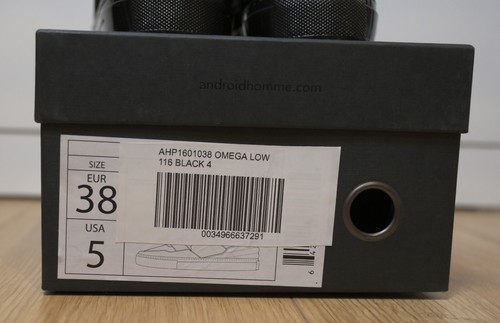 androidhomme.com
AHP1601038 OMEGA LOW
116 BLACK 4
SIZE
EUR
38
USA
5
0034966637291